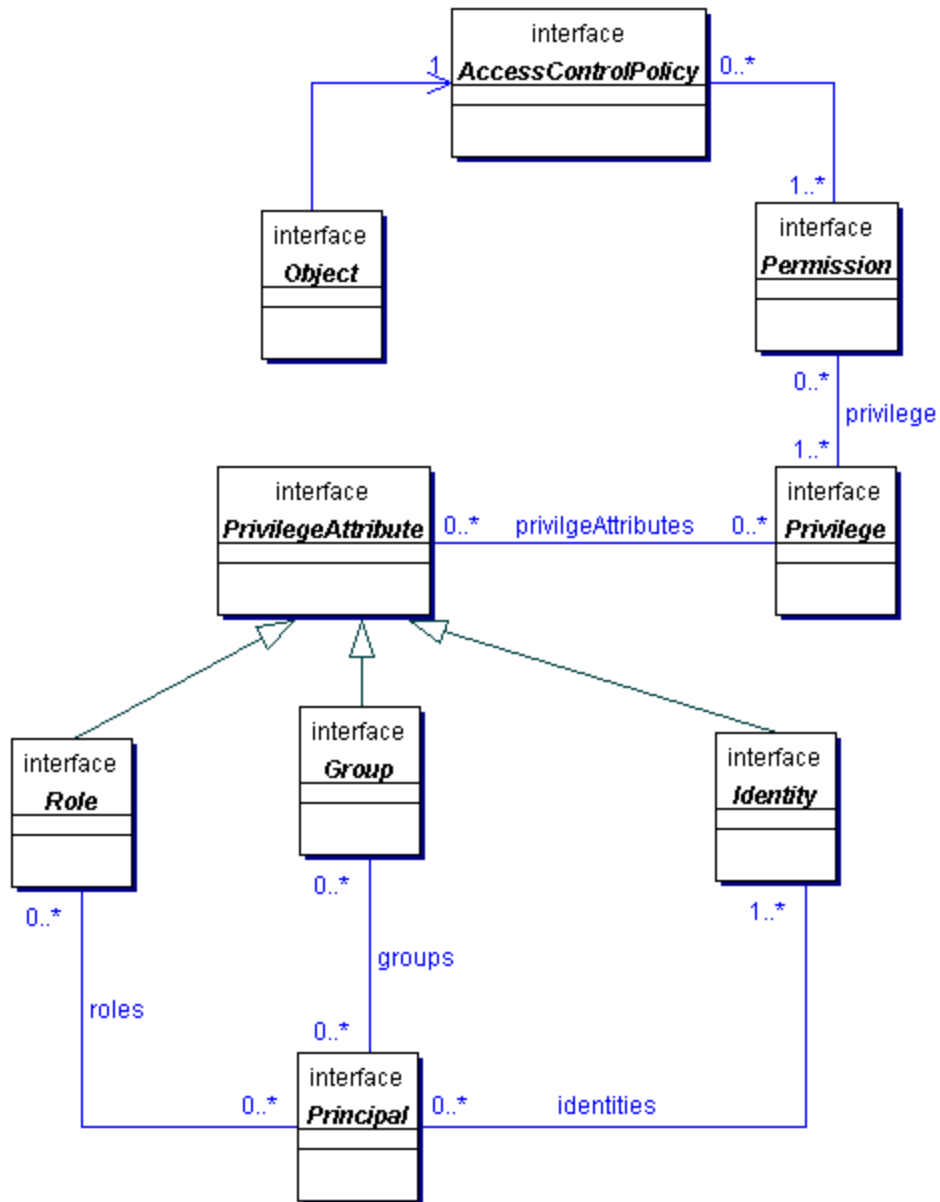 interface
AccessControlPolicy
1
0..*
1..*
interface
Object
interface
Permission
0..*
privilege
1..*
interface
PrivilegeAttribute
0..*
privilgeAttributes
0..*
interface
Privilege
interface
Role
interface
Group
interface
Identity
0..*
0..*
1..*
groups
roles
0..*
interface
Principal
0..*
0..*
identities